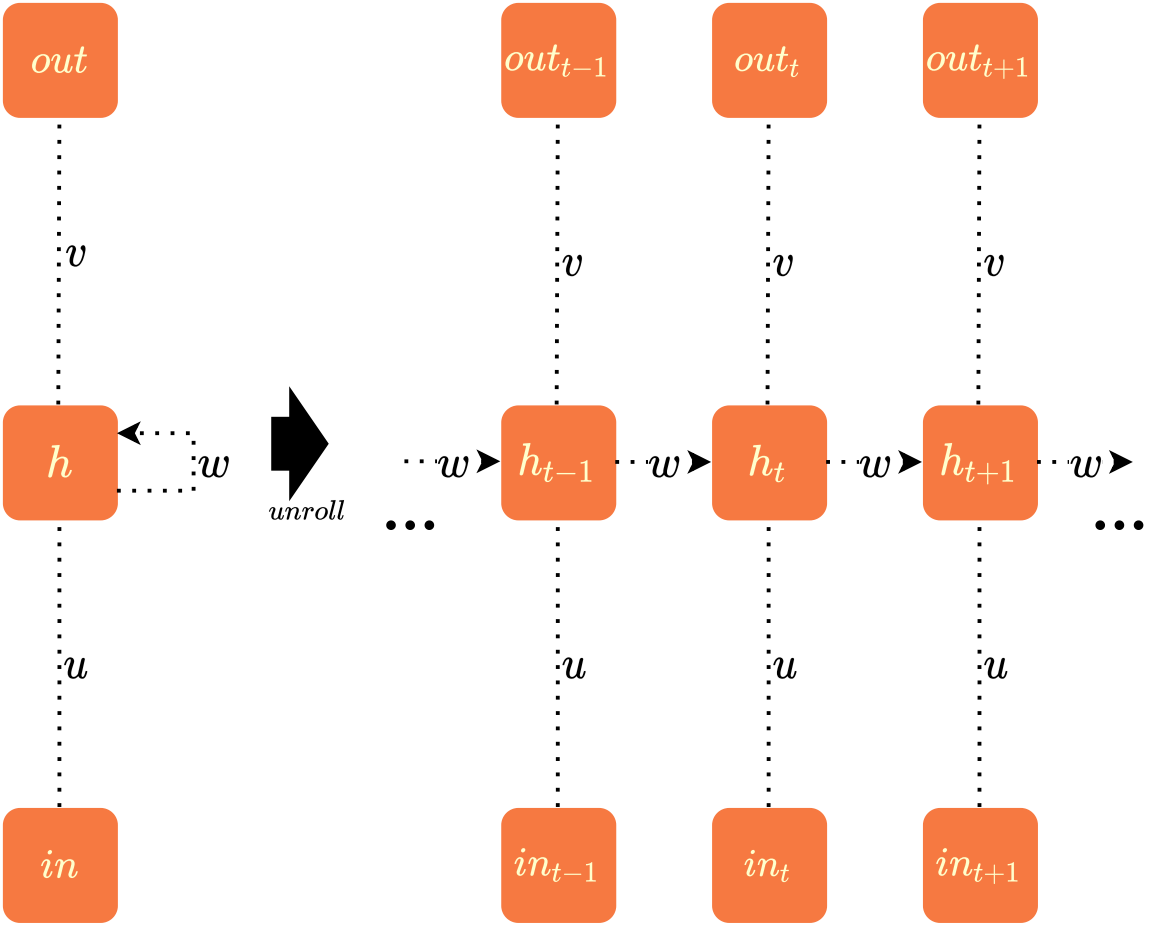 out out_{t-1} out_t out_{t+1}
v v v v
h w w h_{t-1} w h_t w h_{t+1} w
unroll
... ...
u u u u
in in_{t-1} in_t in_{t+1}